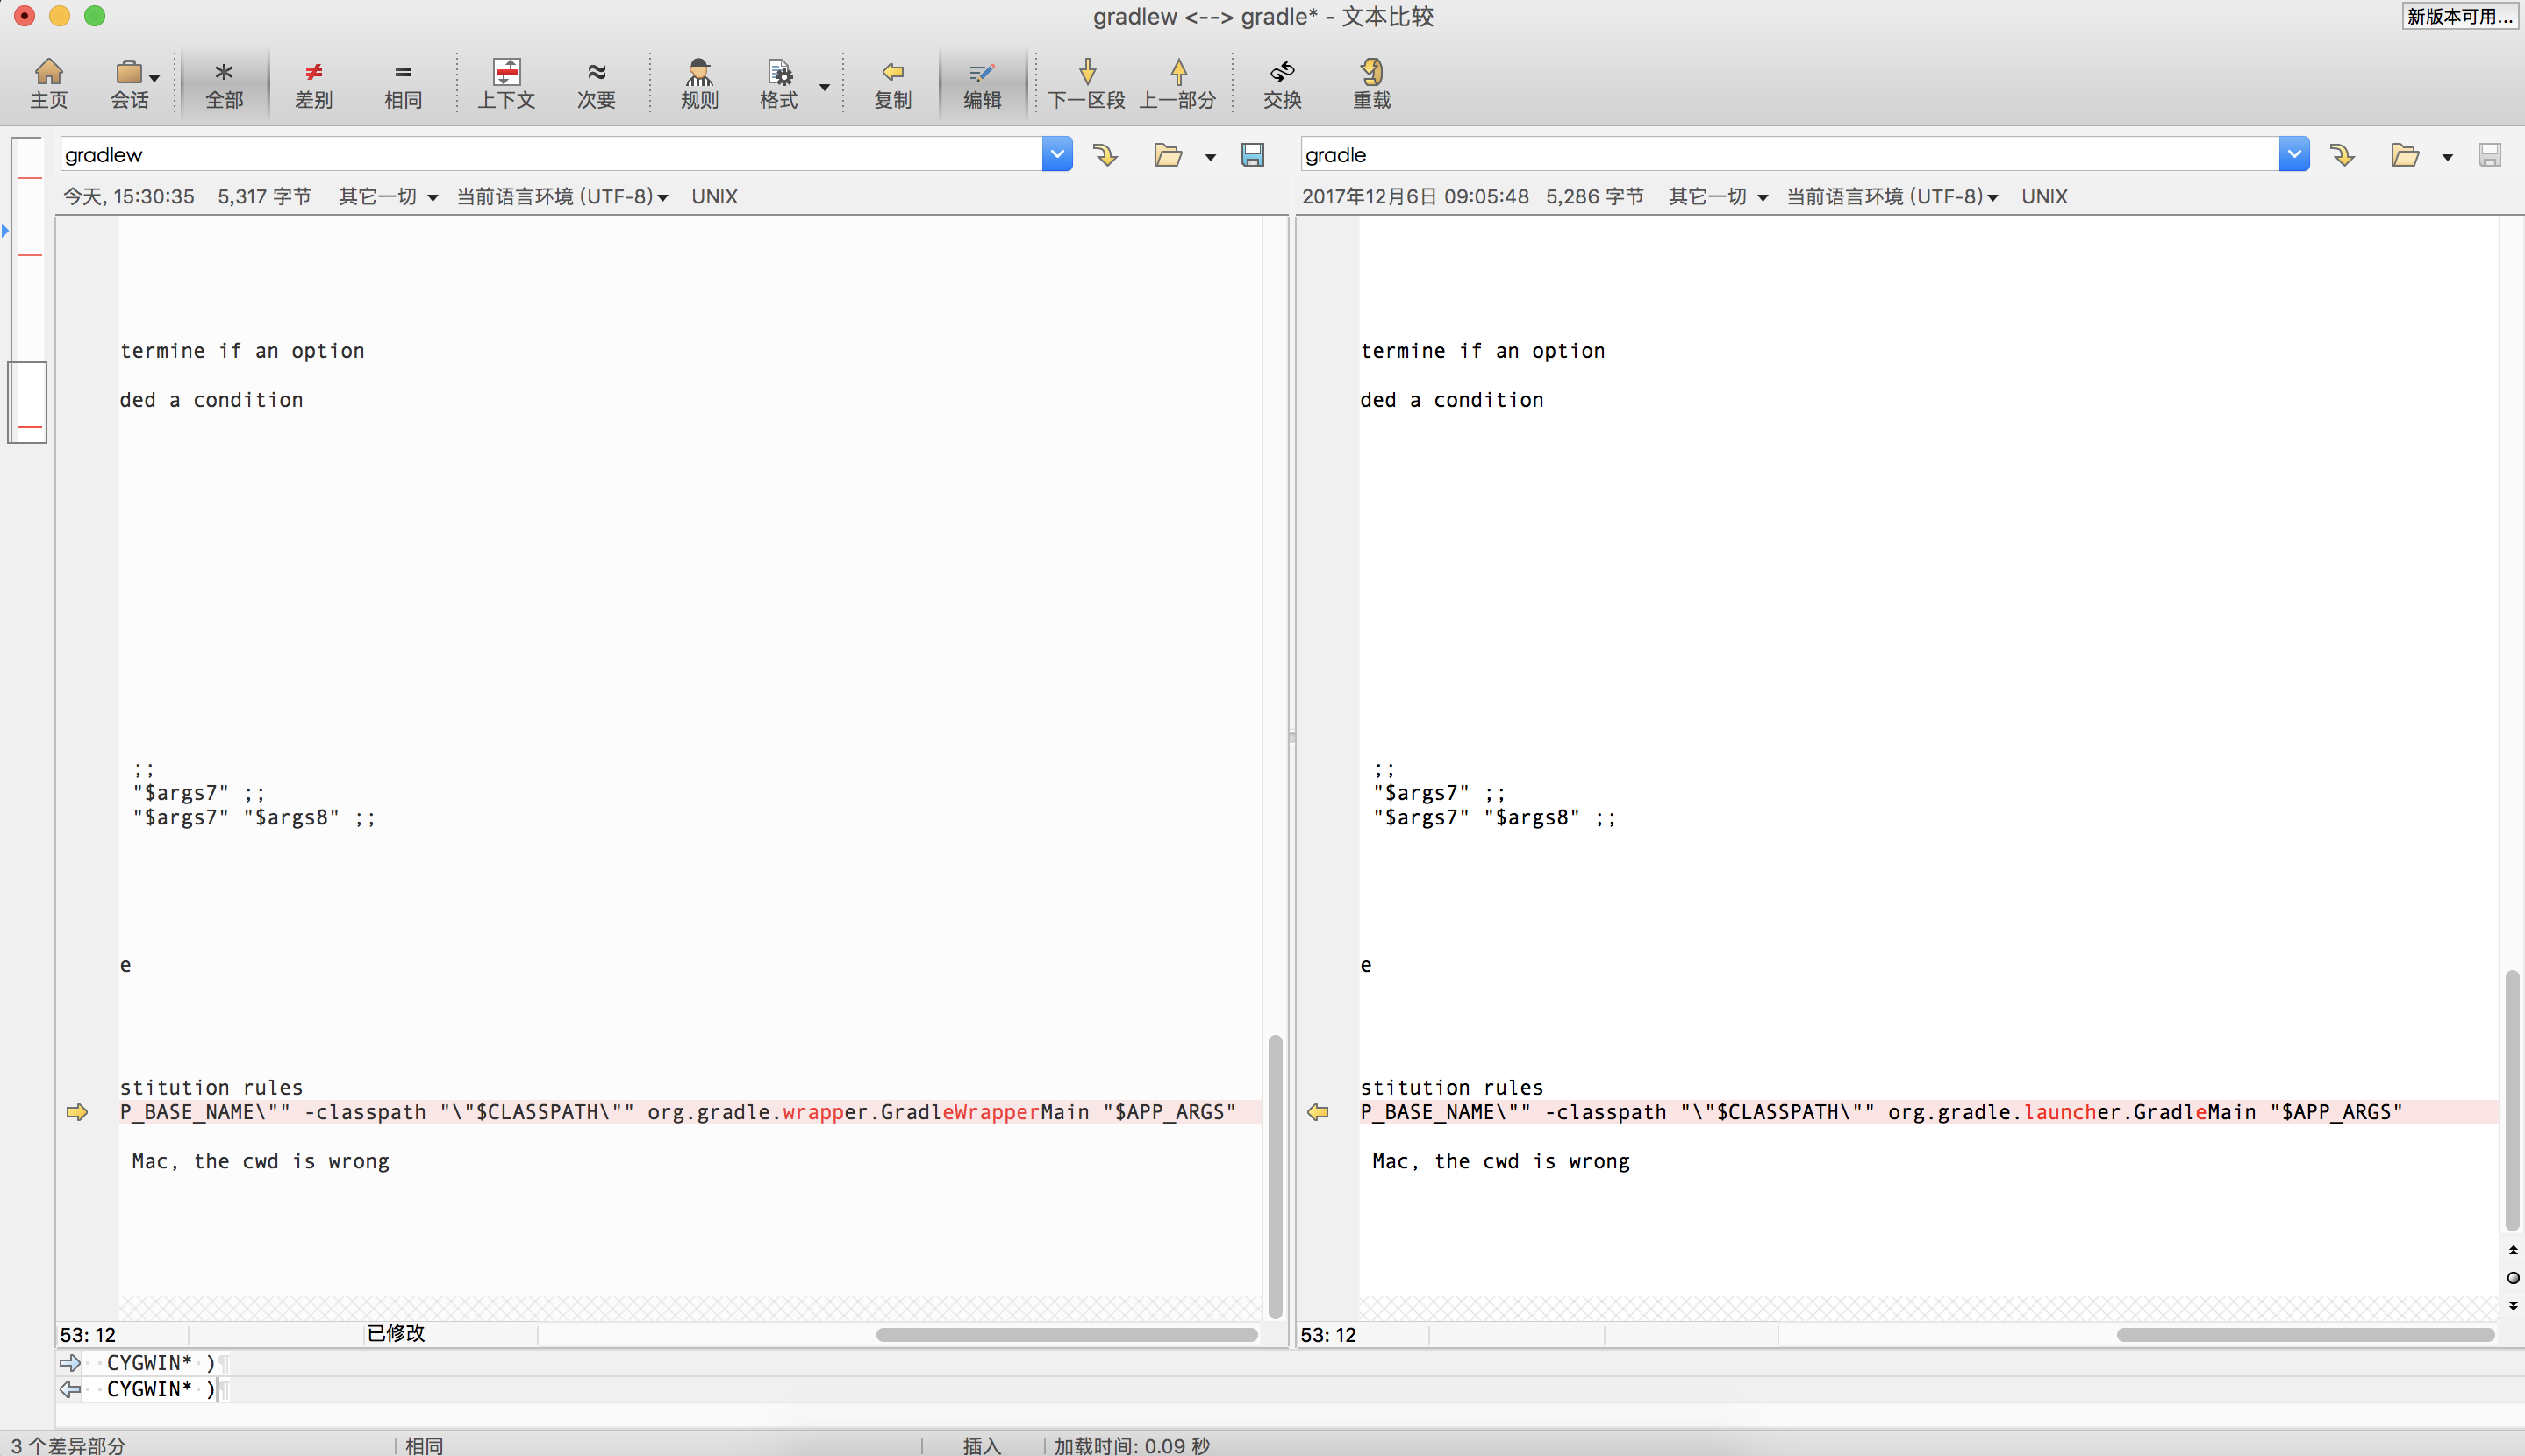 gradlew <--> gradle* - 文本比较
新版本可用...
主页 会话 全部 差别 相同 上下文 次要 规则 格式 复制 编辑 下一区段 上一部分 交换 重载
gradlew
gradle
今天, 15:30:35 5,317 字节 其它一切 当前语言环境 (UTF-8) UNIX
2017年12月6日 09:05:48 5,286 字节 其它一切 当前语言环境 (UTF-8) UNIX
termine if an option
ded a condition
;;
"$args7" ;;
"$args7" "$args8" ;;
e
stitution rules
P_BASE_NAME\"" -classpath "\"$CLASSPATH\"" org.gradle.wrapper.GradleWrapperMain "$APP_ARGS"
Mac, the cwd is wrong
termine if an option
ded a condition
;;
"$args7" ;;
"$args7" "$args8" ;;
e
stitution rules
P_BASE_NAME\"" -classpath "\"$CLASSPATH\"" org.gradle.launcher.GradleMain "$APP_ARGS"
Mac, the cwd is wrong
53: 12 已修改
53: 12
CYGWIN* )¶
CYGWIN* )¶
3 个差异部分 相同 插入 加载时间: 0.09 秒